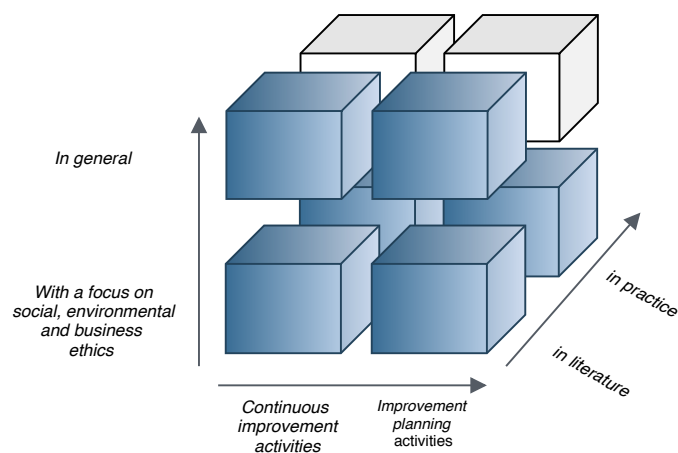 In general
With a focus on
social, environmental
and business
ethics
in practice
in literature
Continuous
improvement
activities
Improvement
planning
activities